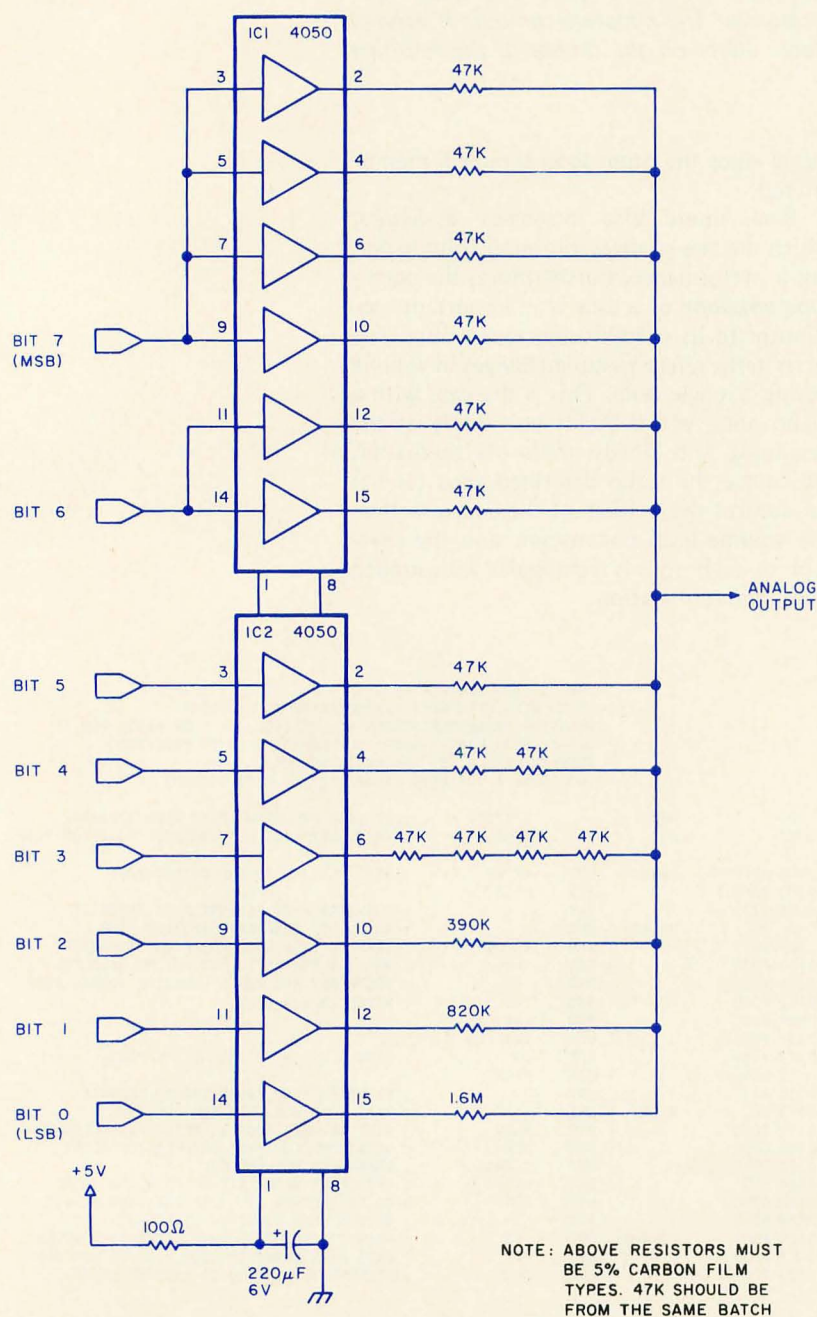 IC1 4050
3 2 47K
5 4 47K
7 6 47K
BIT 7 9 10 47K
(MSB)
11 12 47K
BIT 6 14 15 47K
1 8
ANALOG
OUTPUT
IC2 4050
BIT 5 3 2 47K
BIT 4 5 4 47K 47K
BIT 3 7 6 47K 47K 47K 47K
BIT 2 9 10 390K
BIT 1 11 12 820K
BIT 0 14 15 1.6M
(LSB)
+5V
1 8
100Ω
+
220μF
6V
NOTE: ABOVE RESISTORS MUST
BE 5% CARBON FILM
TYPES. 47K SHOULD BE
FROM THE SAME BATCH